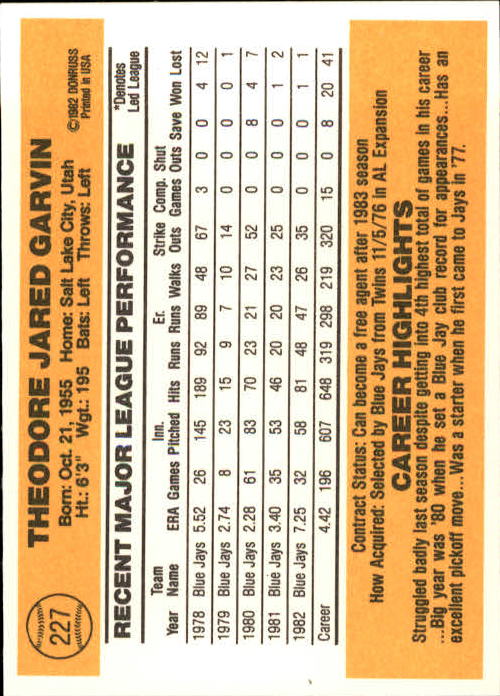 227
THEODORE JARED GARVIN
Born: Oct. 21, 1955 Home: Salt Lake City, Utah
Ht.: 6'3" Wgt.: 195 Bats: Left Throws: Left
©1982 DONRUSS
Printed in USA
RECENT MAJOR LEAGUE PERFORMANCE
*Denotes
Led League
Team Inn. Er. Strike Comp. Shut
Year Name ERA Games Pitched Hits Runs Runs Walks Outs Games Outs Save Won Lost
1978 Blue Jays 5.52 26 145 189 92 89 48 67 3 0 0 4 12
1979 Blue Jays 2.74 8 23 15 9 7 10 14 0 0 0 0 1
1980 Blue Jays 2.28 61 83 70 23 21 27 52 0 0 8 4 7
1981 Blue Jays 3.40 35 53 46 20 20 23 25 0 0 0 1 2
1982 Blue Jays 7.25 32 58 81 48 47 26 35 0 0 0 1 1
Career 4.42 196 607 648 319 298 219 320 15 0 8 20 41
Contract Status: Can become a free agent after 1983 season
How Acquired: Selected by Blue Jays from Twins 11/5/76 in AL Expansion
CAREER HIGHLIGHTS
Struggled badly last season despite getting into 4th highest total of games in his career
...Big year was '80 when he set a Blue Jay club record for appearances...Has an
excellent pickoff move...Was a starter when he first came to Jays in '77.